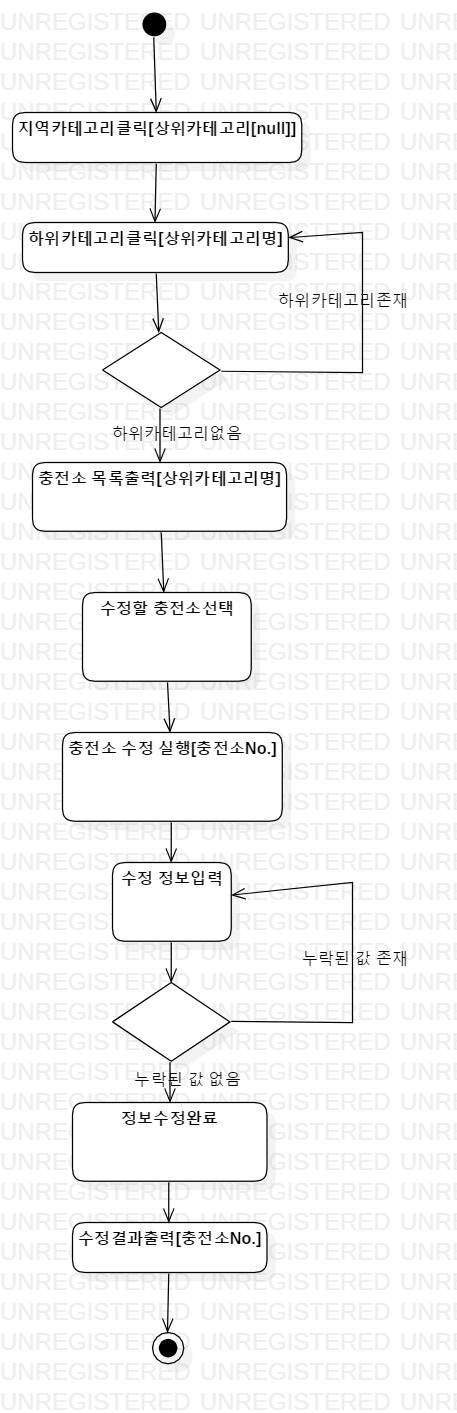 지역카테고리클릭[상위카테고리[null]]
하위카테고리클릭[상위카테고리명]
하위카테고리존재
하위카테고리없음
충전소 목록출력[상위카테고리명]
수정할 충전소선택
충전소 수정 실행[충전소No.]
수정 정보입력
누락된 값 존재
누락된 값 없음
정보수정완료
수정결과출력[충전소No.]
UNREGISTERED